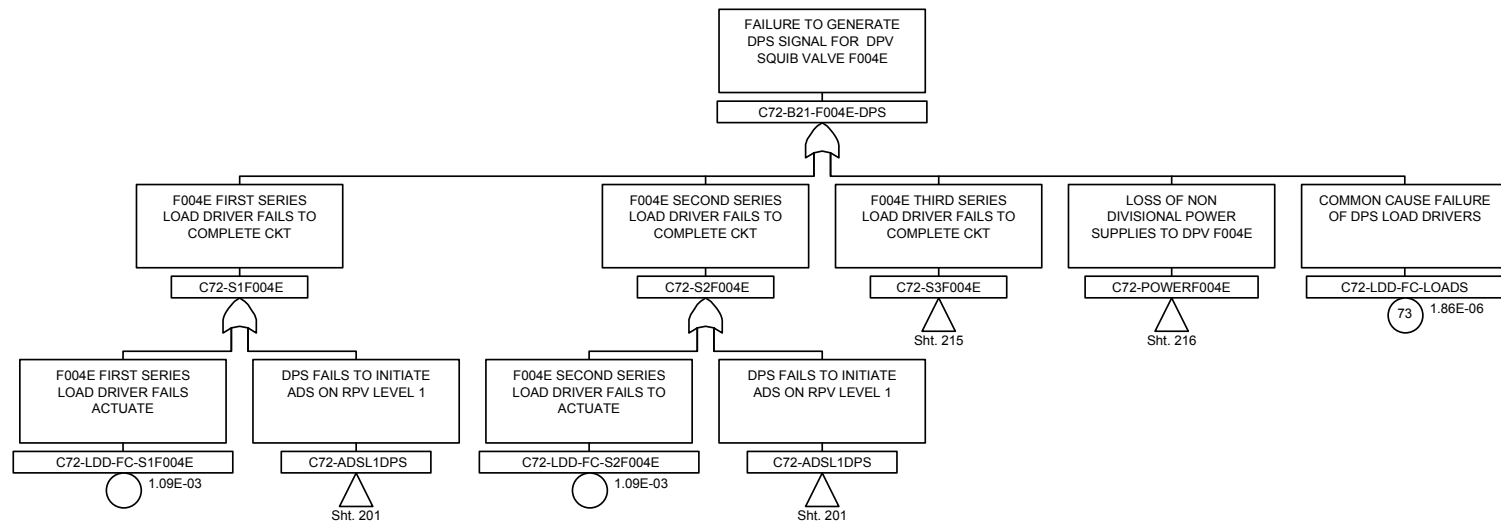 FAILURE TO GENERATE
DPS SIGNAL FOR DPV
SQUIB VALVE F004E
C72-B21-F004E-DPS
F004E FIRST SERIES
LOAD DRIVER FAILS TO
COMPLETE CKT
C72-S1F004E
F004E SECOND SERIES
LOAD DRIVER FAILS TO
COMPLETE CKT
C72-S2F004E
F004E THIRD SERIES
LOAD DRIVER FAILS TO
COMPLETE CKT
C72-S3F004E
Sht. 215
LOSS OF NON
DIVISIONAL POWER
SUPPLIES TO DPV F004E
C72-POWERF004E
Sht. 216
COMMON CAUSE FAILURE
OF DPS LOAD DRIVERS
C72-LDD-FC-LOADS
73
1.86E-06
F004E FIRST SERIES
LOAD DRIVER FAILS
ACTUATE
C72-LDD-FC-S1F004E
1.09E-03
DPS FAILS TO INITIATE
ADS ON RPV LEVEL 1
C72-ADSL1DPS
Sht. 201
F004E SECOND SERIES
LOAD DRIVER FAILS TO
ACTUATE
C72-LDD-FC-S2F004E
1.09E-03
DPS FAILS TO INITIATE
ADS ON RPV LEVEL 1
C72-ADSL1DPS
Sht. 201